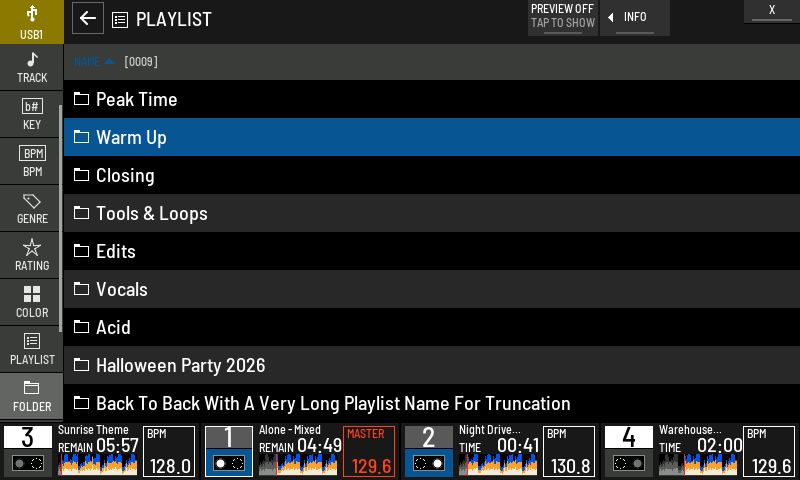 USB1
PLAYLIST
PREVIEW OFF
TAP TO SHOW
INFO
X
NAME [0009]
TRACK
b#
KEY
BPM
BPM
GENRE
RATING
COLOR
PLAYLIST
FOLDER
Peak Time
Warm Up
Closing
Tools & Loops
Edits
Vocals
Acid
Halloween Party 2026
Back To Back With A Very Long Playlist Name For Truncation
3
Sunrise Theme
REMAIN 05:57
BPM
128.0
1
Alone - Mixed
REMAIN 04:49
MASTER
129.6
2
Night Drive...
TIME 00:41
BPM
130.8
4
Warehouse...
TIME 02:00
BPM
129.6